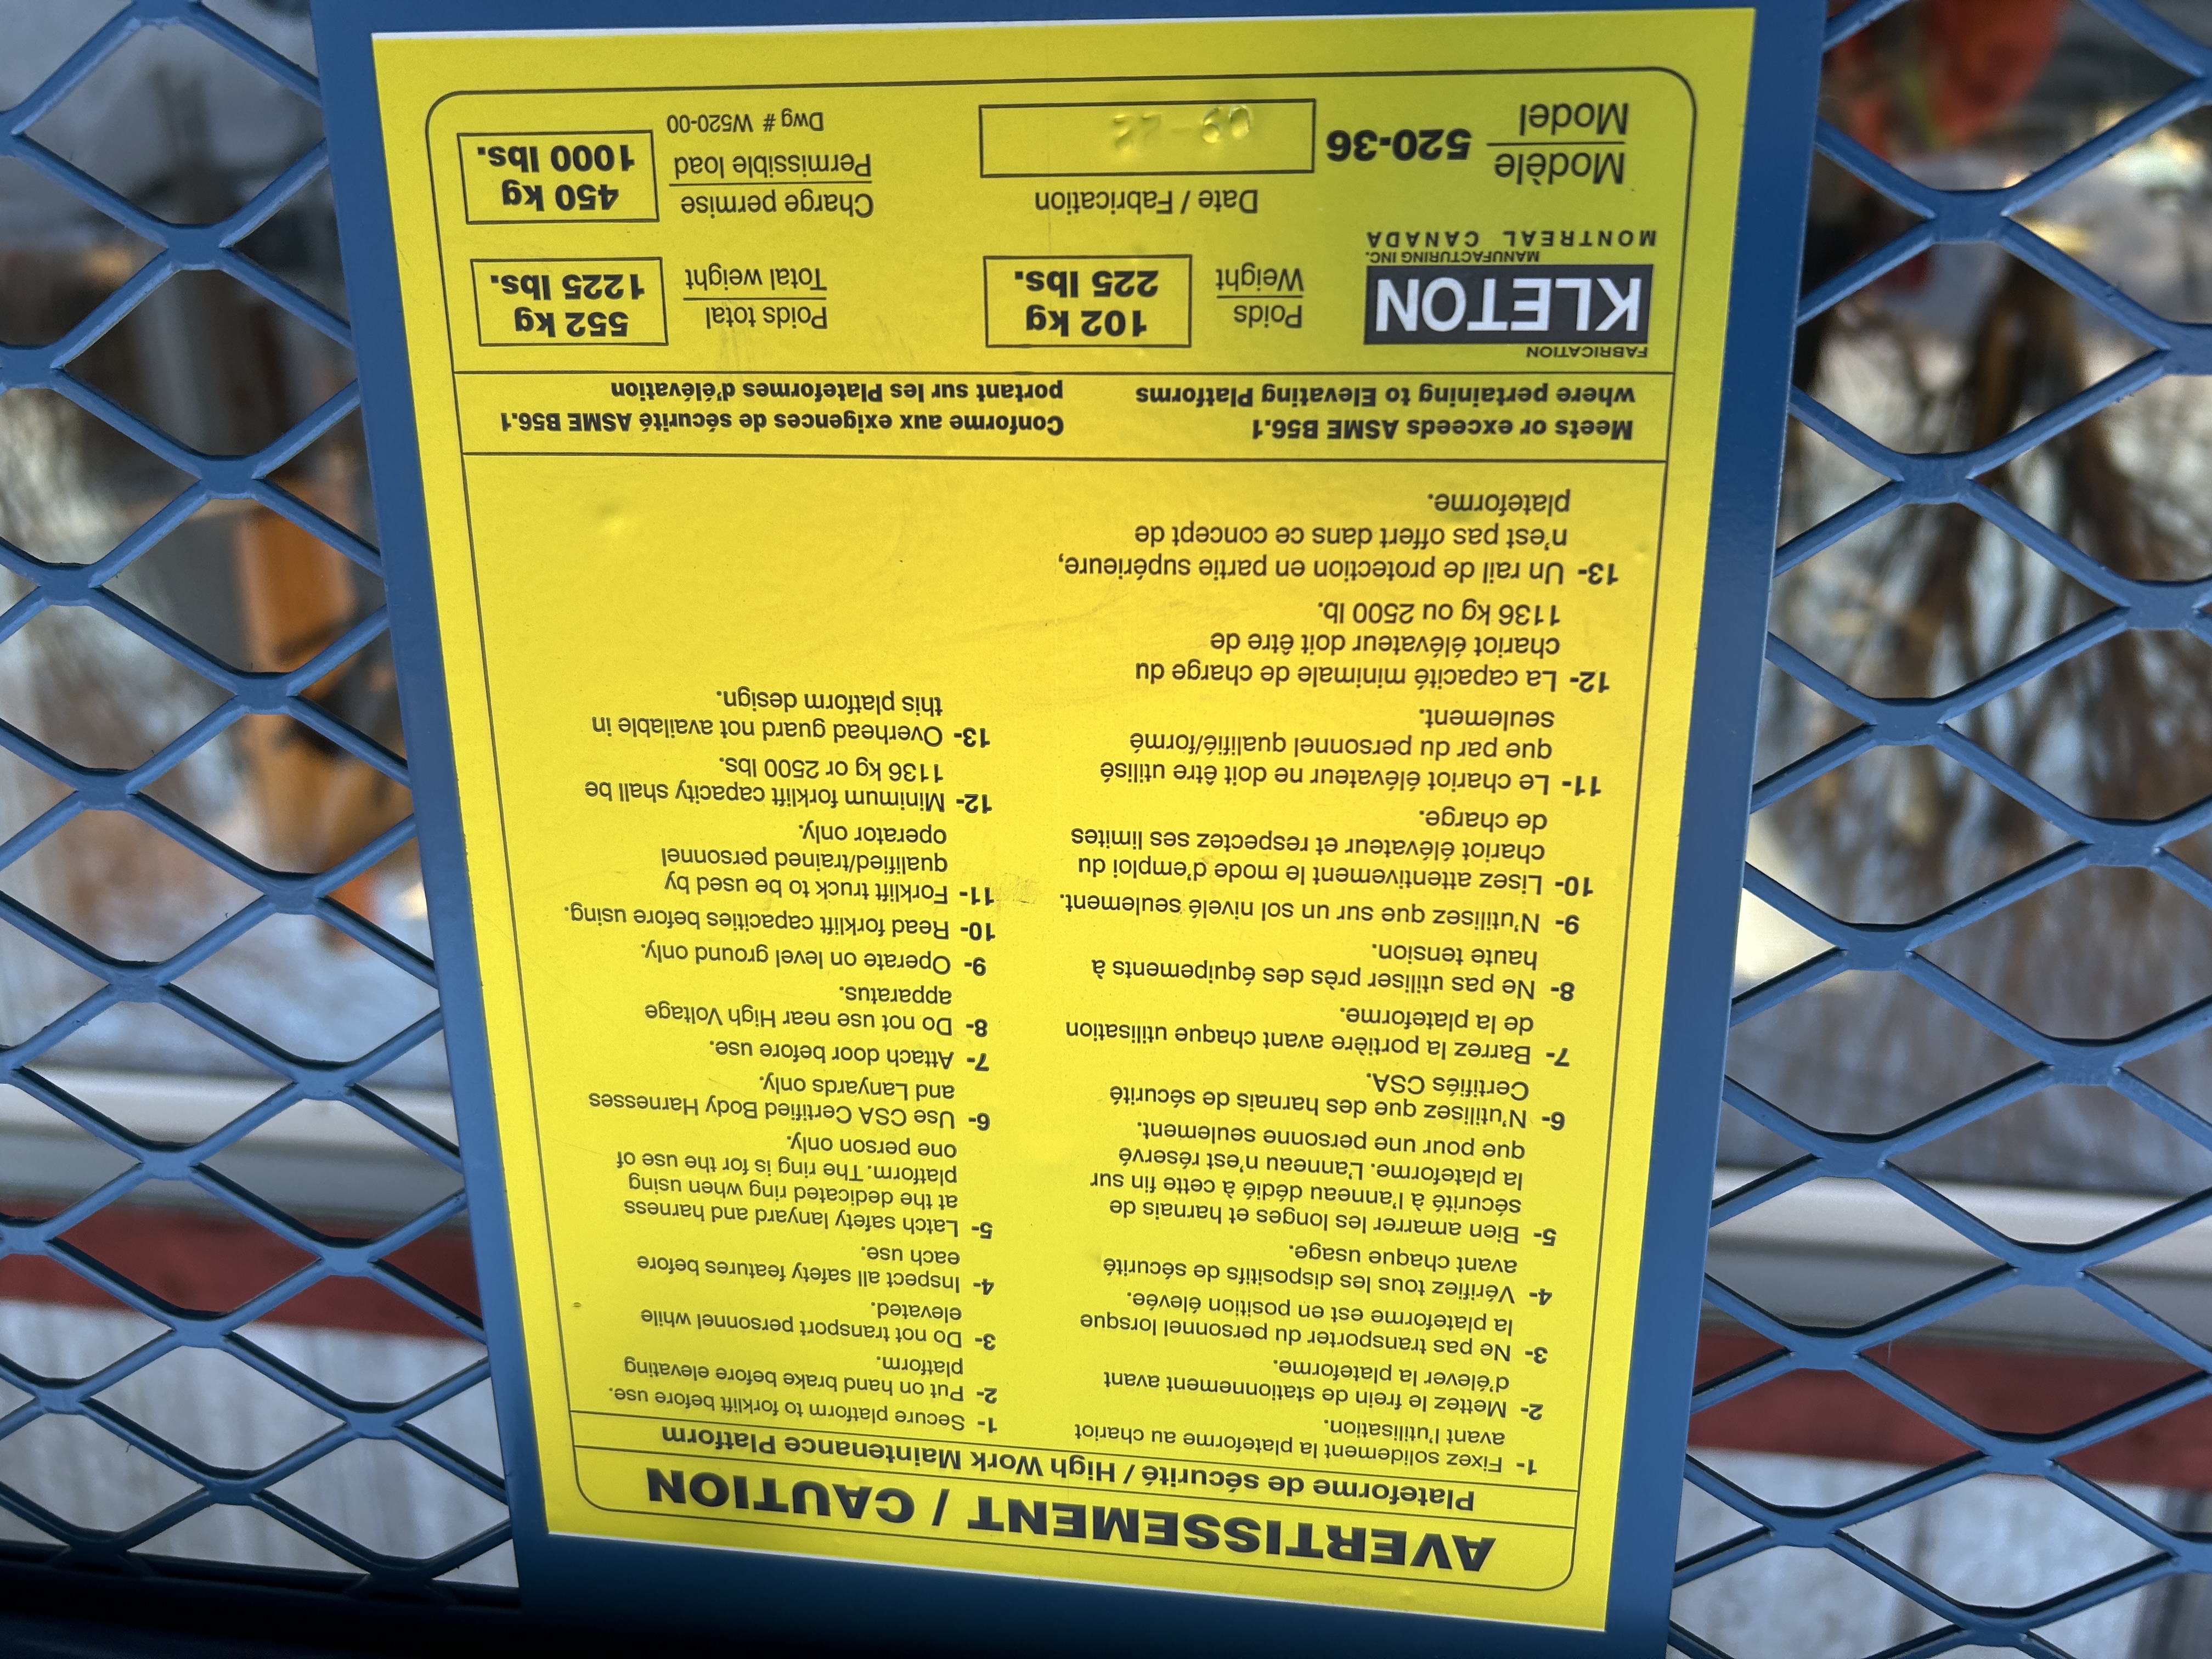 AVERTISSEMENT / CAUTION
Plateforme de sécurité / High Work Maintenance Platform
1- Fixez solidement la plateforme au chariot
avant l'utilisation.
2- Mettez le frein de stationnement avant
d'élever la plateforme.
3- Ne pas transporter du personnel lorsque
la plateforme est en position élevée.
4- Vérifiez tous les dispositifs de sécurité
avant chaque usage.
5- Bien amarrer les longes et harnais de
sécurité à l'anneau dédié à cette fin sur
la plateforme. L'anneau n'est réservé
que pour une personne seulement.
6- N'utilisez que des harnais de sécurité
Certifiés CSA.
7- Barrez la portière avant chaque utilisation
de la plateforme.
8- Ne pas utiliser près des équipements à
haute tension.
9- N'utilisez que sur un sol nivelé seulement.
10- Lisez attentivement le mode d'emploi du
chariot élévateur et respectez ses limites
de charge.
11- Le chariot élévateur ne doit être utilisé
que par du personnel qualifié/formé
seulement.
12- La capacité minimale de charge du
chariot élévateur doit être de
1136 kg ou 2500 lb.
13- Un rail de protection en partie supérieure,
n'est pas offert dans ce concept de
plateforme.
1- Secure platform to forklift before use.
2- Put on hand brake before elevating
platform.
3- Do not transport personnel while
elevated.
4- Inspect all safety features before
each use.
5- Latch safety lanyard and harness
at the dedicated ring when using
platform. The ring is for the use of
one person only.
6- Use CSA Certified Body Harnesses
and Lanyards only.
7- Attach door before use.
8- Do not use near High Voltage
apparatus.
9- Operate on level ground only.
10- Read forklift capacities before using.
11- Forklift truck to be used by
qualified/trained personnel
operator only.
12- Minimum forklift capacity shall be
1136 kg or 2500 lbs.
13- Overhead guard not available in
this platform design.
Meets or exceeds ASME B56.1
where pertaining to Elevating Platforms
Conforme aux exigences de sécurité ASME B56.1
portant sur les Plateformes d'élévation
FABRICATION
KLETON
MANUFACTURING INC.
MONTREAL CANADA
Poids
Weight
102 kg
225 lbs.
Poids total
Total weight
552 kg
1225 lbs.
Modèle
Model
520-36
Date / Fabrication
09-22
Charge permise
Permissible load
450 kg
1000 lbs.
Dwg # W520-00